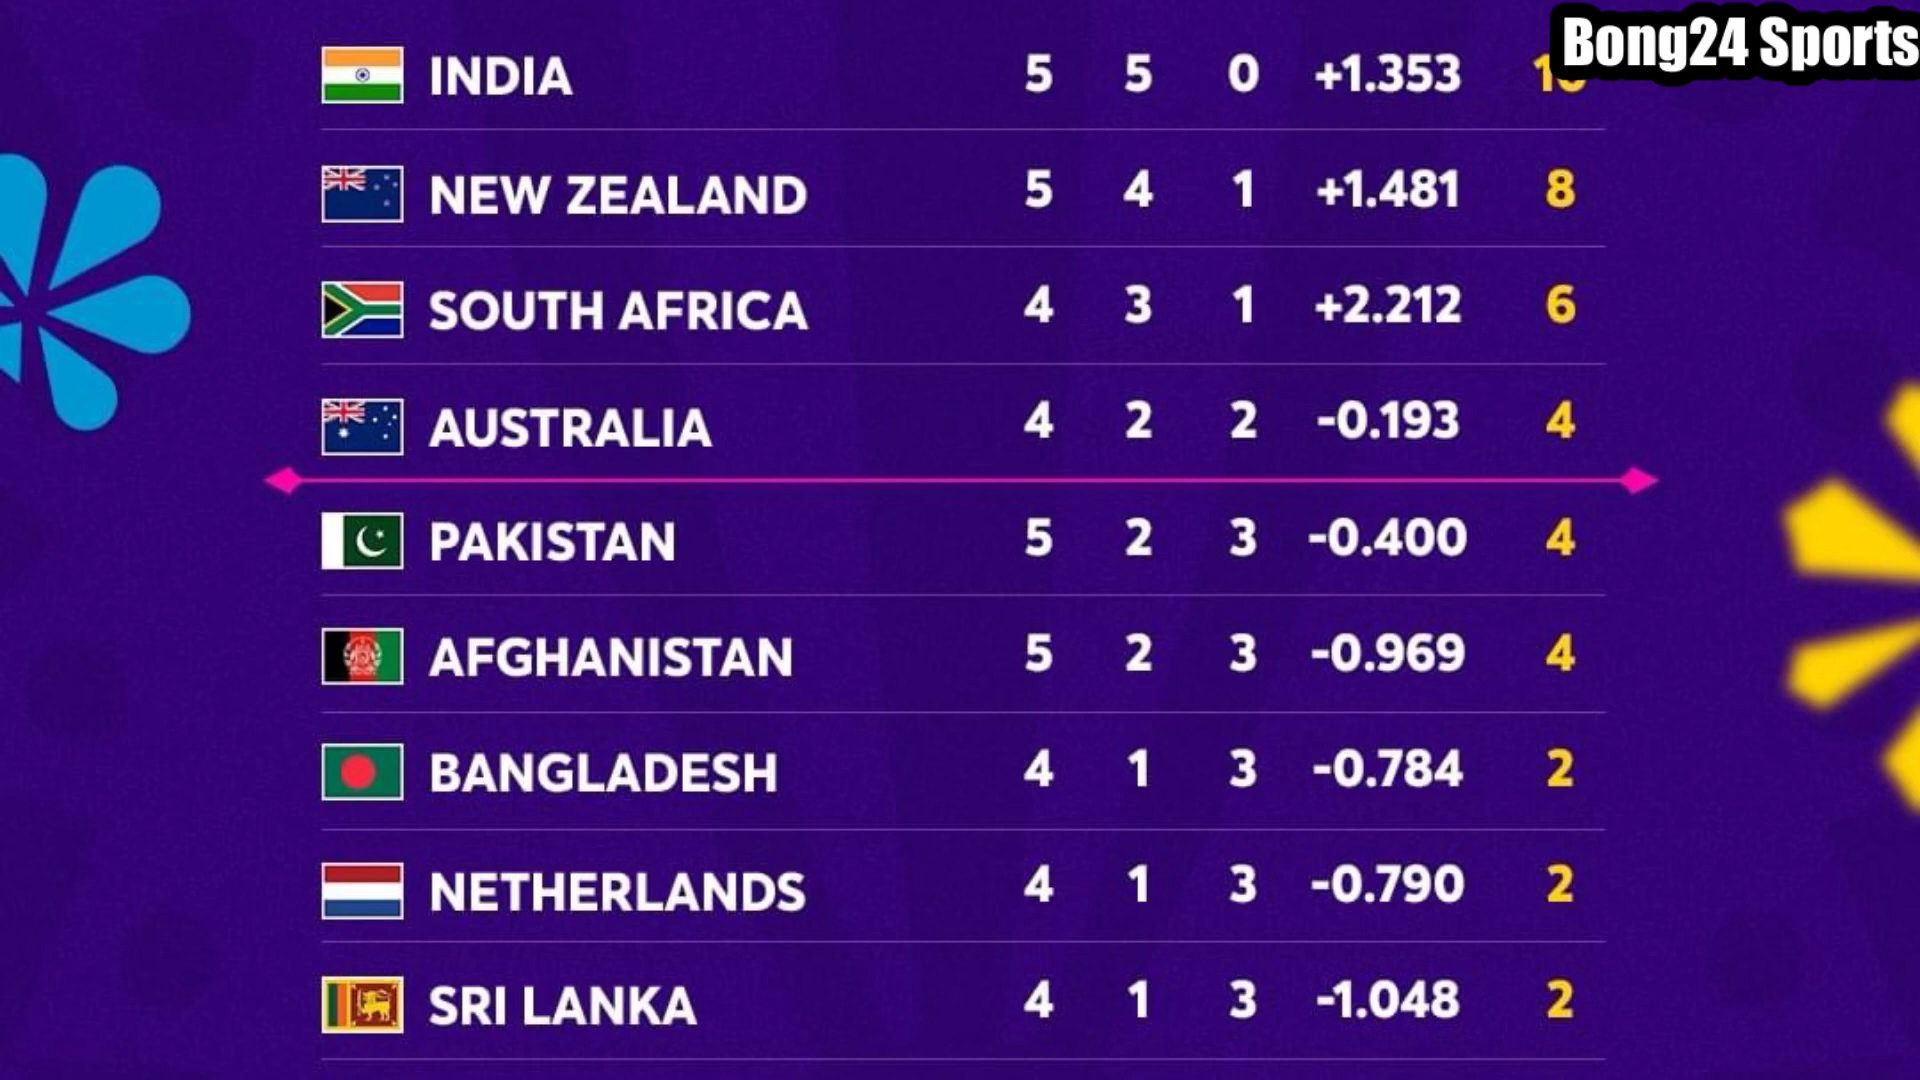 Bong24 Sports
INDIA 5 5 0 +1.353 10
NEW ZEALAND 5 4 1 +1.481 8
SOUTH AFRICA 4 3 1 +2.212 6
AUSTRALIA 4 2 2 -0.193 4
PAKISTAN 5 2 3 -0.400 4
AFGHANISTAN 5 2 3 -0.969 4
BANGLADESH 4 1 3 -0.784 2
NETHERLANDS 4 1 3 -0.790 2
SRI LANKA 4 1 3 -1.048 2